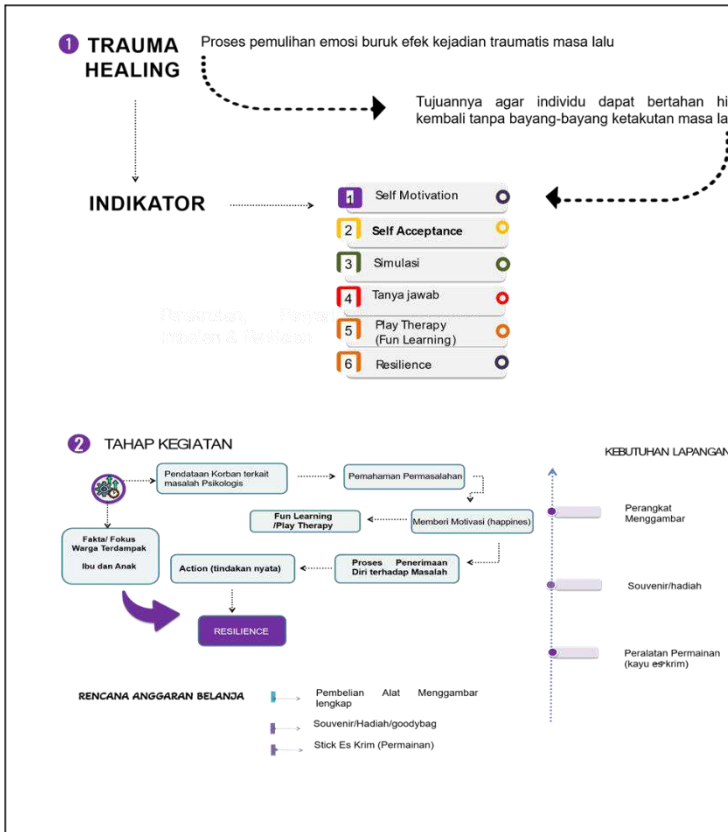 1 TRAUMA
HEALING
Proses pemulihan emosi buruk efek kejadian traumatis masa lalu
Tujuannya agar individu dapat bertahan hi
kembali tanpa bayang-bayang ketakutan masa la
INDIKATOR
1 Self Motivation
2 Self Acceptance
3 Simulasi
4 Tanya jawab
5 Play Therapy
(Fun Learning)
6 Resilience
2 TAHAP KEGIATAN
Pendataan Korban terkait
masalah Psikologis
Pemahaman Permasalahan
Fun Learning
/Play Therapy
Memberi Motivasi (happines)
Fakta/ Fokus
Warga Terdampak
Ibu dan Anak
Action (tindakan nyata)
Proses Penerimaan
Diri terhadap Masalah
RESILIENCE
KEBUTUHAN LAPANGAN
Perangkat
Menggambar
Souvenir/hadiah
Peralatan Permainan
(kayu es krim)
RENCANA ANGGARAN BELANJA
Pembelian Alat Menggambar
lengkap
Souvenir/Hadiah/goodybag
Stick Es Krim (Permainan)